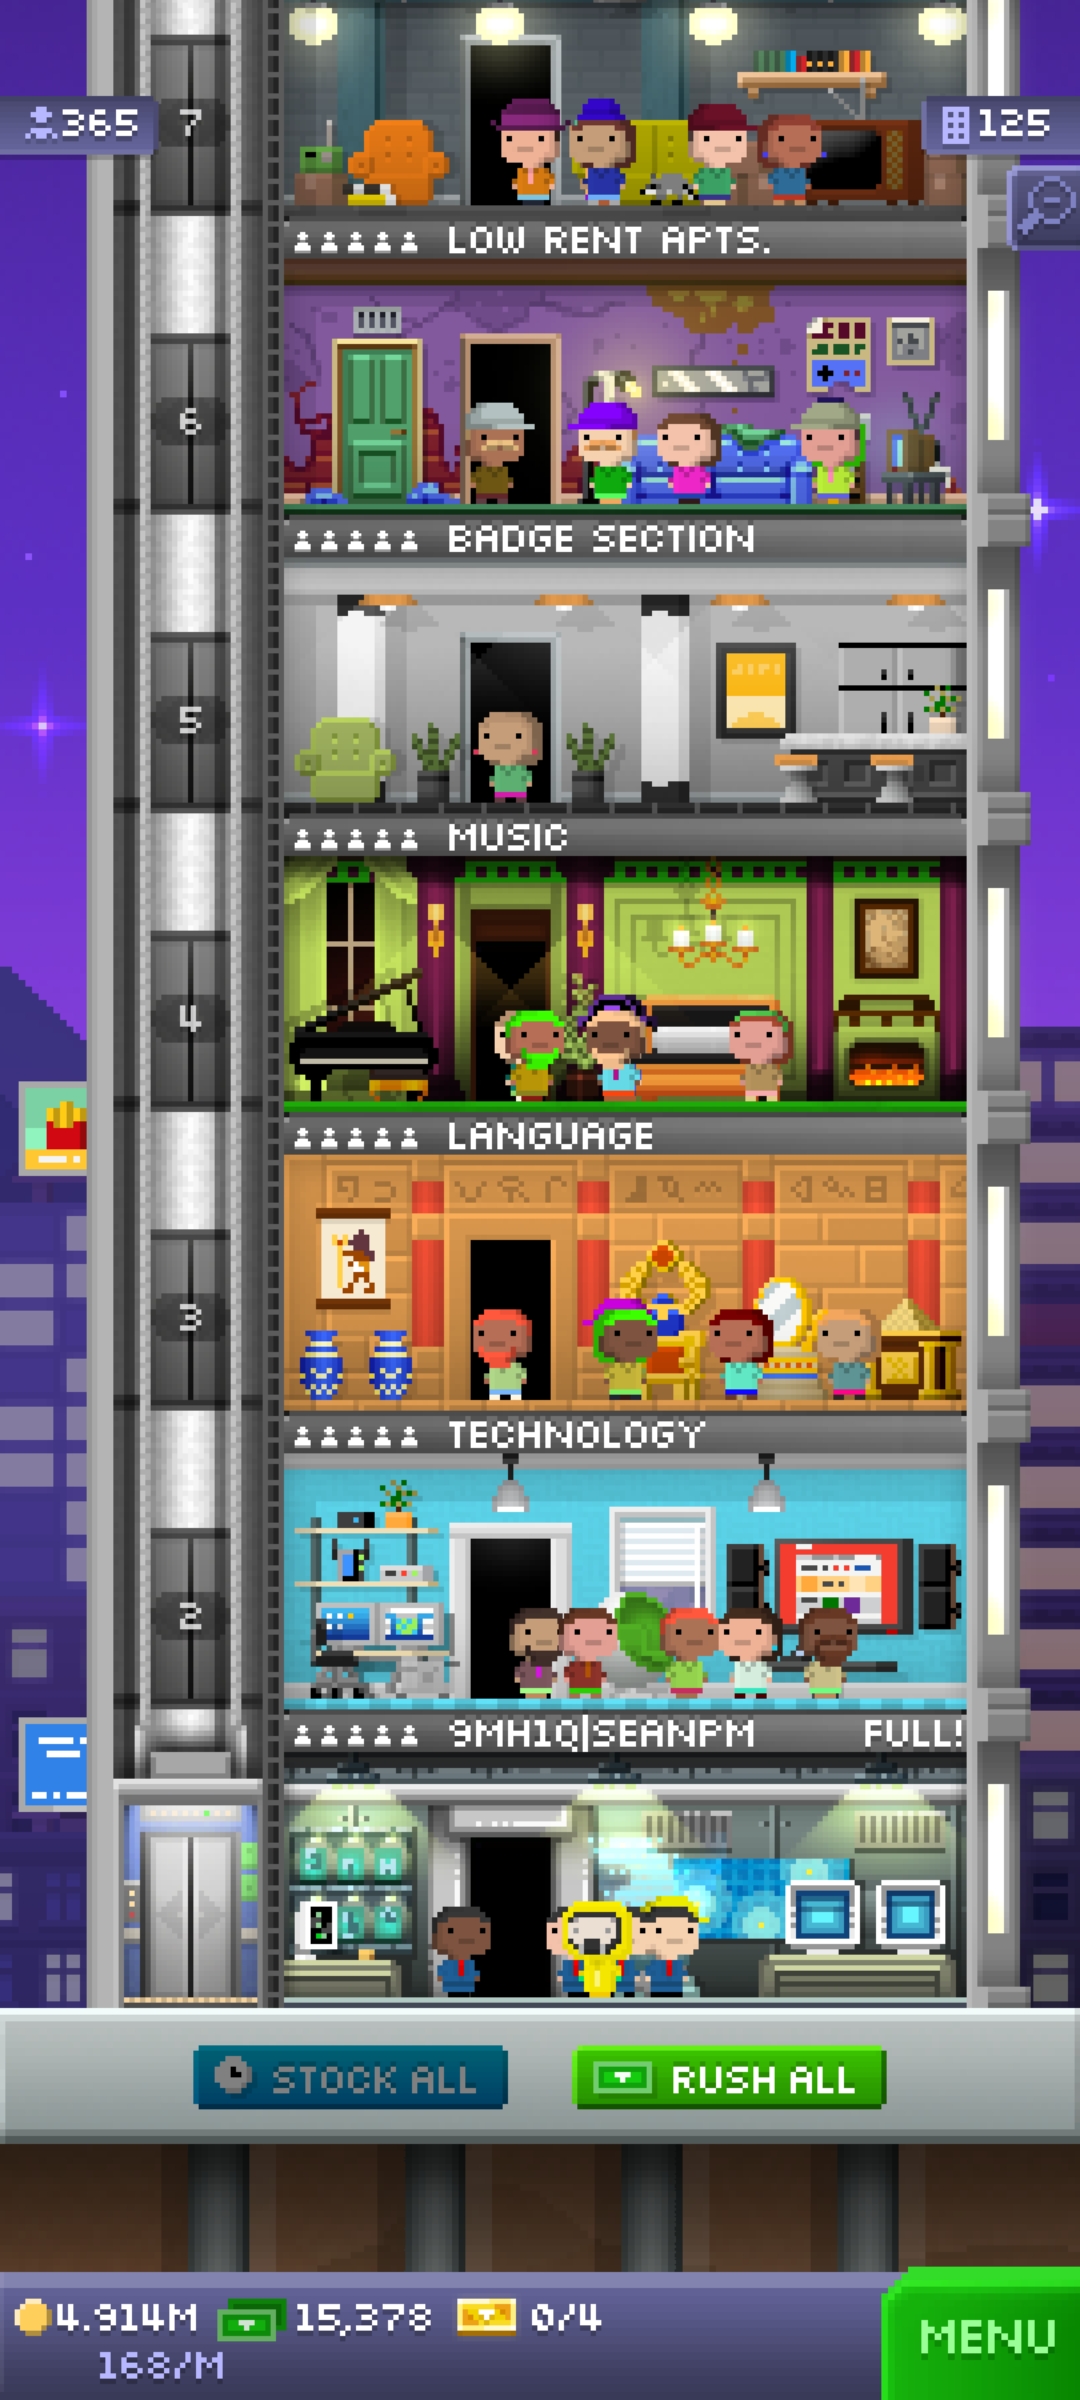 365
7
125
LOW RENT APTS.
6
BADGE SECTION
5
MUSIC
4
LANGUAGE
3
TECHNOLOGY
2
9MH1Q|SEANPM FULL!
STOCK ALL
RUSH ALL
4.914M 15,378 0/4
168/M
MENU